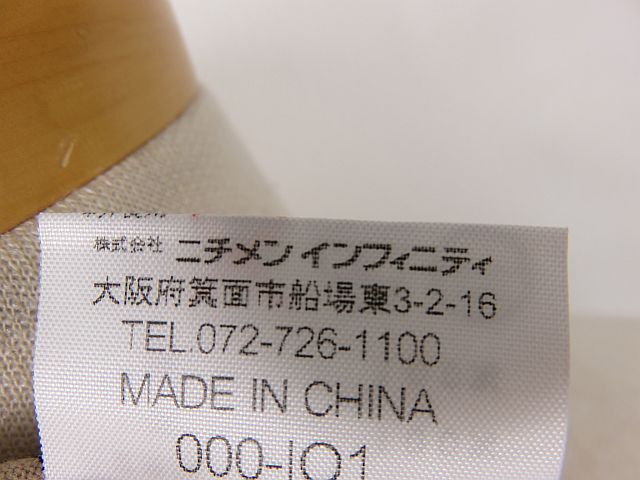 株式会社 ニチメン インフィニティ
大阪府箕面市船場東3-2-16
TEL.072-726-1100
MADE IN CHINA
000-IO1